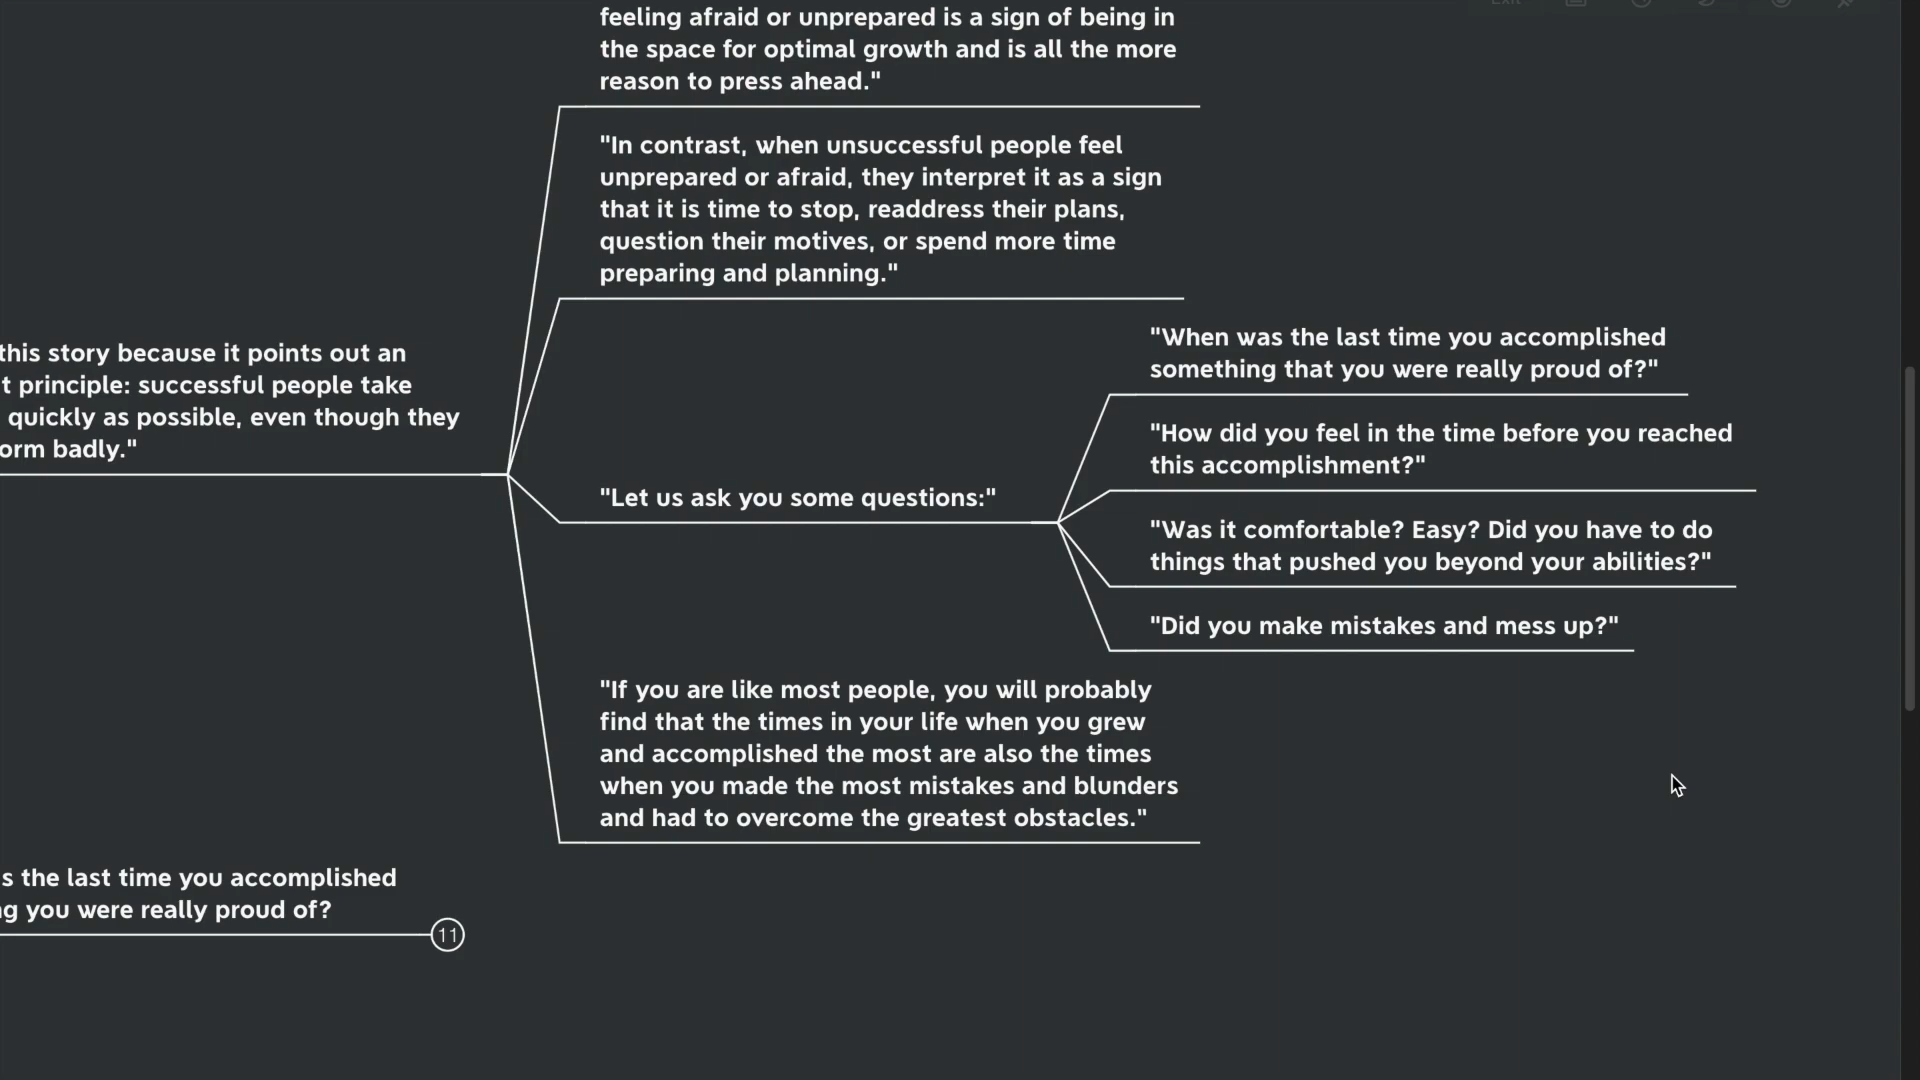 feeling afraid or unprepared is a sign of being in
the space for optimal growth and is all the more
reason to press ahead."
"In contrast, when unsuccessful people feel
unprepared or afraid, they interpret it as a sign
that it is time to stop, readdress their plans,
question their motives, or spend more time
preparing and planning."
this story because it points out an
t principle: successful people take
quickly as possible, even though they
orm badly."
"Let us ask you some questions:"
"When was the last time you accomplished
something that you were really proud of?"
"How did you feel in the time before you reached
this accomplishment?"
"Was it comfortable? Easy? Did you have to do
things that pushed you beyond your abilities?"
"Did you make mistakes and mess up?"
"If you are like most people, you will probably
find that the times in your life when you grew
and accomplished the most are also the times
when you made the most mistakes and blunders
and had to overcome the greatest obstacles."
s the last time you accomplished
ng you were really proud of?
11